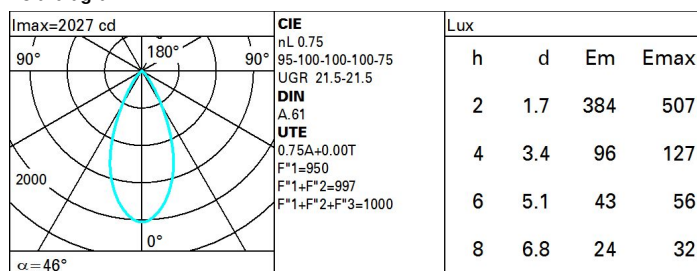 Imax=2027 cd
90° 180° 90°
2000
0°
α=46°
CIE
nL 0.75
95-100-100-100-75
UGR 21.5-21.5
DIN
A.61
UTE
0.75A+0.00T
F"1=950
F"1+F"2=997
F"1+F"2+F"3=1000
Lux
h d Em Emax
2 1.7 384 507
4 3.4 96 127
6 5.1 43 56
8 6.8 24 32